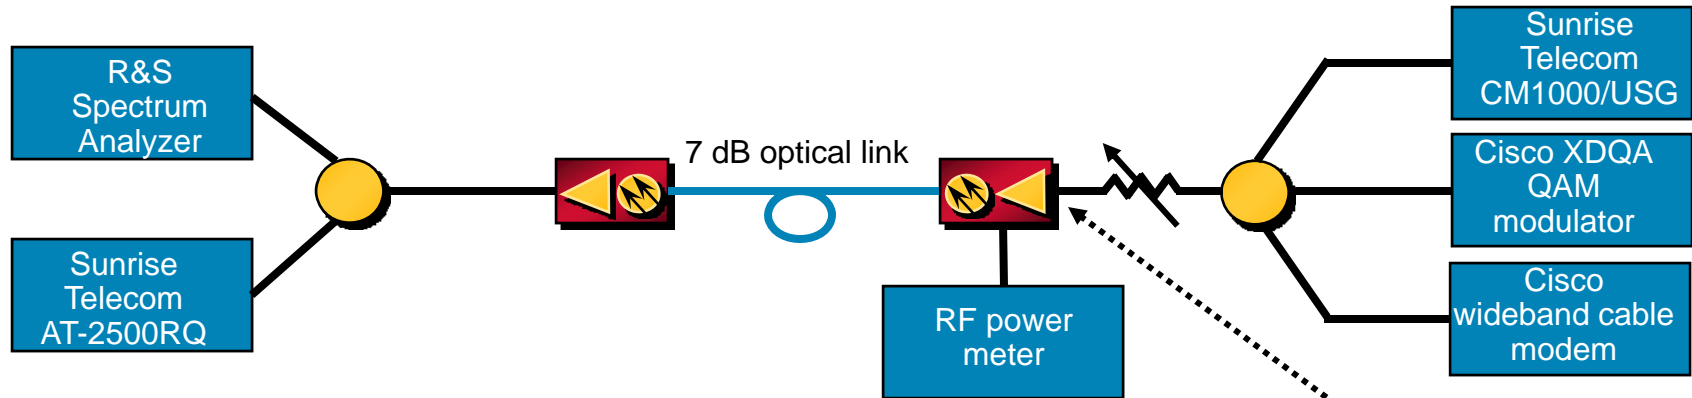 R&S
Spectrum
Analyzer
Sunrise
Telecom
AT-2500RQ
7 dB optical link
RF power
meter
Sunrise
Telecom
CM1000/USG
Cisco XDQA
QAM
modulator
Cisco
wideband cable
modem